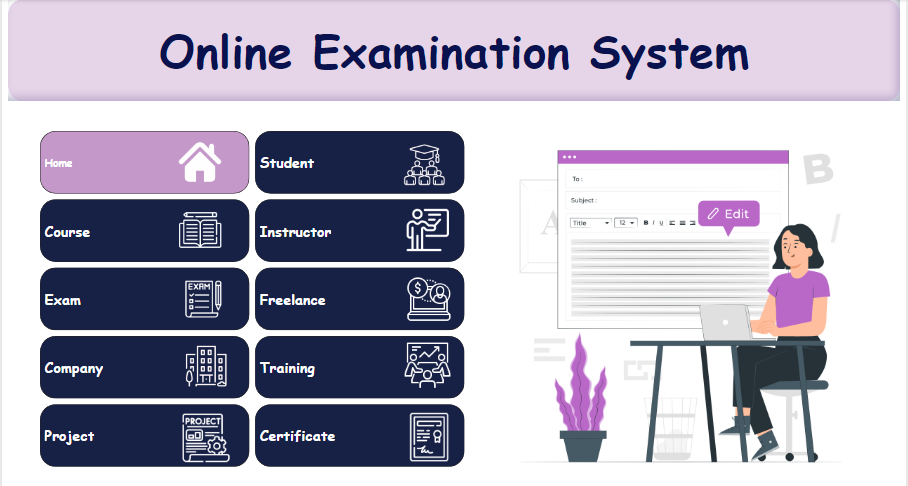 Online Examination System
Home
Student
Course
Instructor
Exam
EXAM
Freelance
$
Company
Training
Project
PROJECT
Certificate
B
To :
Subject :
A
Title
12
B I U
Edit